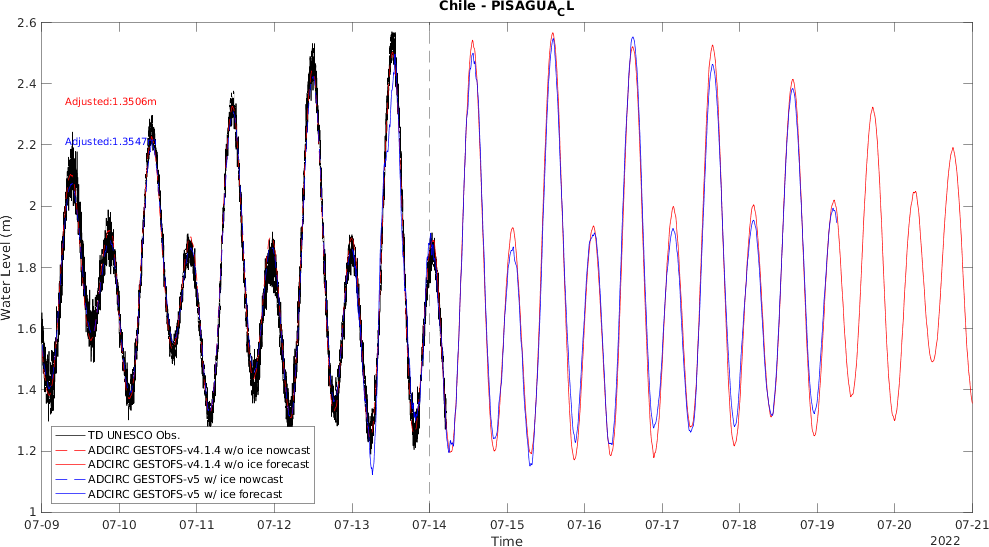 Chile - PISAGUA_CL
2.6
2.4
2.2
2
1.8
1.6
1.4
1.2
1
Water Level (m)
Adjusted:1.3506m
Adjusted:1.3547m
TD UNESCO Obs.
ADCIRC GESTOFS-v4.1.4 w/o ice nowcast
ADCIRC GESTOFS-v4.1.4 w/o ice forecast
ADCIRC GESTOFS-v5 w/ ice nowcast
ADCIRC GESTOFS-v5 w/ ice forecast
07-09 07-10 07-11 07-12 07-13 07-14 07-15 07-16 07-17 07-18 07-19 07-20 07-21
Time
2022